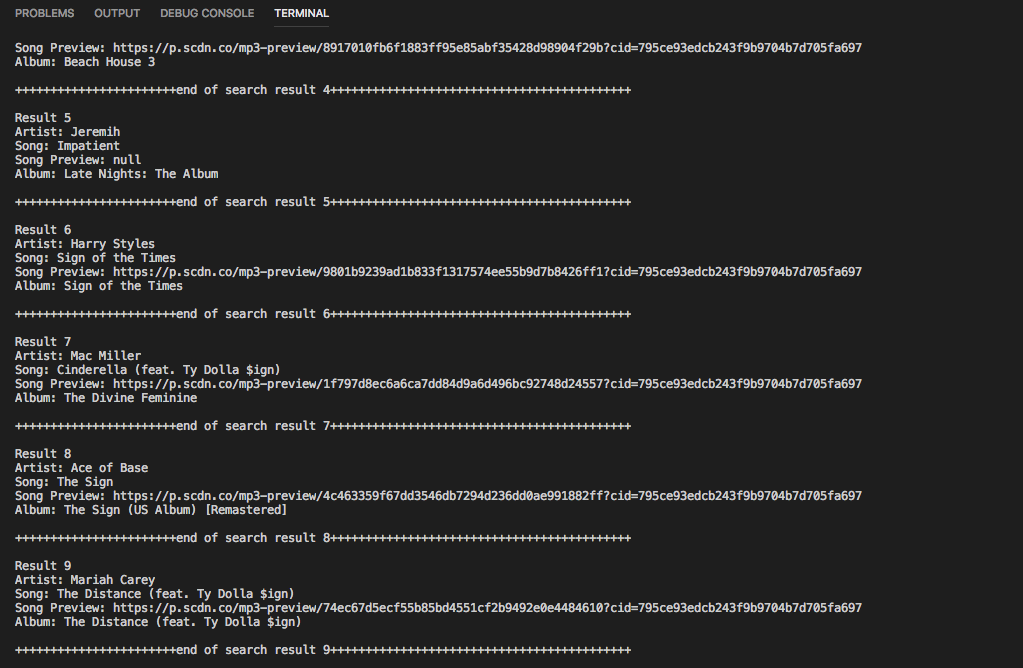 PROBLEMS OUTPUT DEBUG CONSOLE TERMINAL
Song Preview: https://p.scdn.co/mp3-preview/8917010fb6f1883ff95e85abf35428d98904f29b?cid=795ce93edcb243f9b9704b7d705fa697
Album: Beach House 3
+++++++++++++++++++++++end of search result 4+++++++++++++++++++++++++++++++++++++++++++
Result 5
Artist: Jeremih
Song: Impatient
Song Preview: null
Album: Late Nights: The Album
+++++++++++++++++++++++end of search result 5+++++++++++++++++++++++++++++++++++++++++++
Result 6
Artist: Harry Styles
Song: Sign of the Times
Song Preview: https://p.scdn.co/mp3-preview/9801b9239ad1b833f1317574ee55b9d7b8426ff1?cid=795ce93edcb243f9b9704b7d705fa697
Album: Sign of the Times
+++++++++++++++++++++++end of search result 6+++++++++++++++++++++++++++++++++++++++++++
Result 7
Artist: Mac Miller
Song: Cinderella (feat. Ty Dolla $ign)
Song Preview: https://p.scdn.co/mp3-preview/1f797d8ec6a6ca7dd84d9a6d496bc92748d24557?cid=795ce93edcb243f9b9704b7d705fa697
Album: The Divine Feminine
+++++++++++++++++++++++end of search result 7+++++++++++++++++++++++++++++++++++++++++++
Result 8
Artist: Ace of Base
Song: The Sign
Song Preview: https://p.scdn.co/mp3-preview/4c463359f67dd3546db7294d236dd0ae991882ff?cid=795ce93edcb243f9b9704b7d705fa697
Album: The Sign (US Album) [Remastered]
+++++++++++++++++++++++end of search result 8+++++++++++++++++++++++++++++++++++++++++++
Result 9
Artist: Mariah Carey
Song: The Distance (feat. Ty Dolla $ign)
Song Preview: https://p.scdn.co/mp3-preview/74ec67d5ecf55b85bd4551cf2b9492e0e4484610?cid=795ce93edcb243f9b9704b7d705fa697
Album: The Distance (feat. Ty Dolla $ign)
+++++++++++++++++++++++end of search result 9+++++++++++++++++++++++++++++++++++++++++++